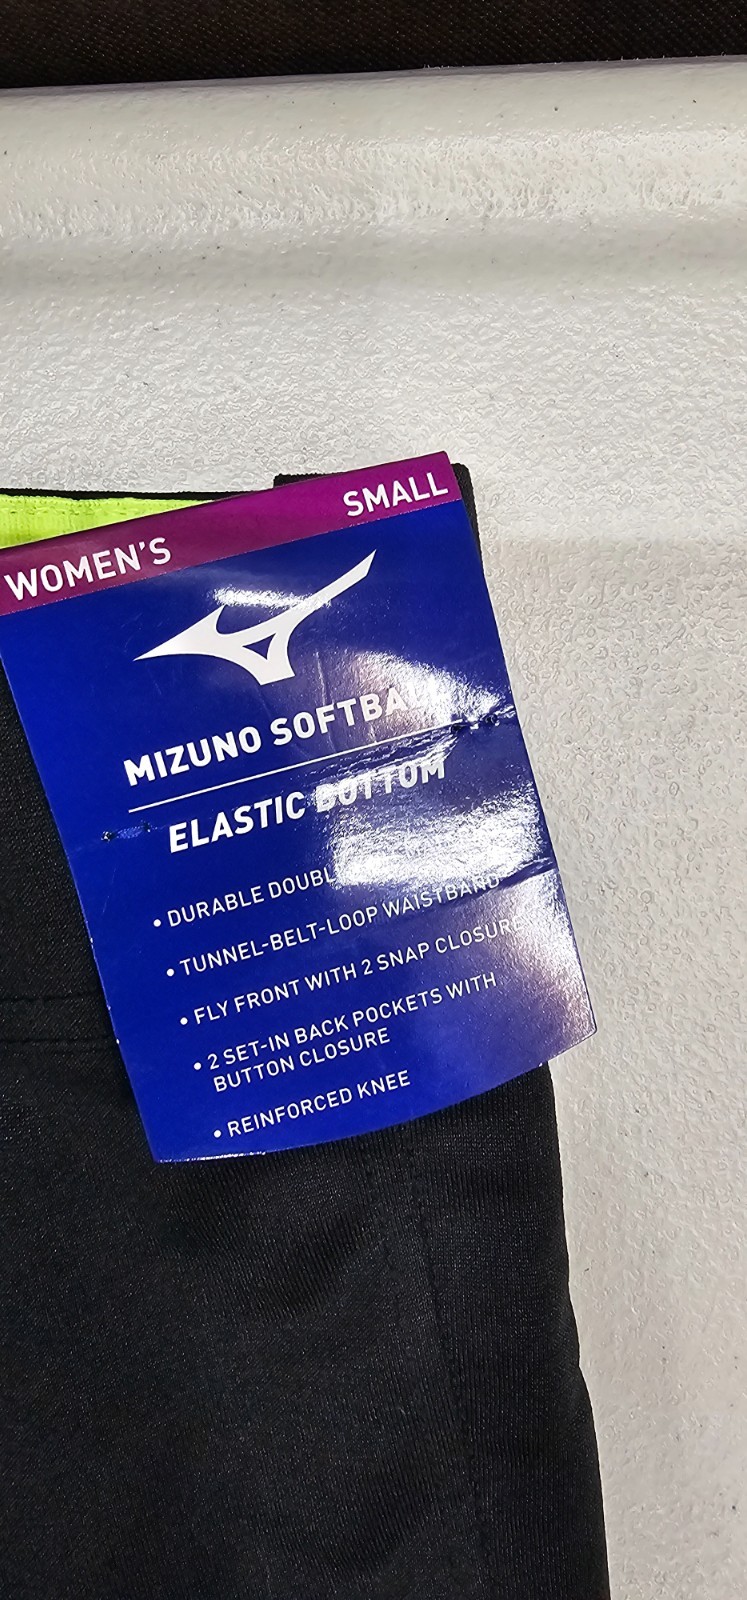 WOMEN'S SMALL
MIZUNO SOFTBALL
ELASTIC BOTTOM
• DURABLE DOUBLE
• TUNNEL-BELT-LOOP WAISTBAND
• FLY FRONT WITH 2 SNAP CLOSURE
• 2 SET-IN BACK POCKETS WITH
BUTTON CLOSURE
• REINFORCED KNEE